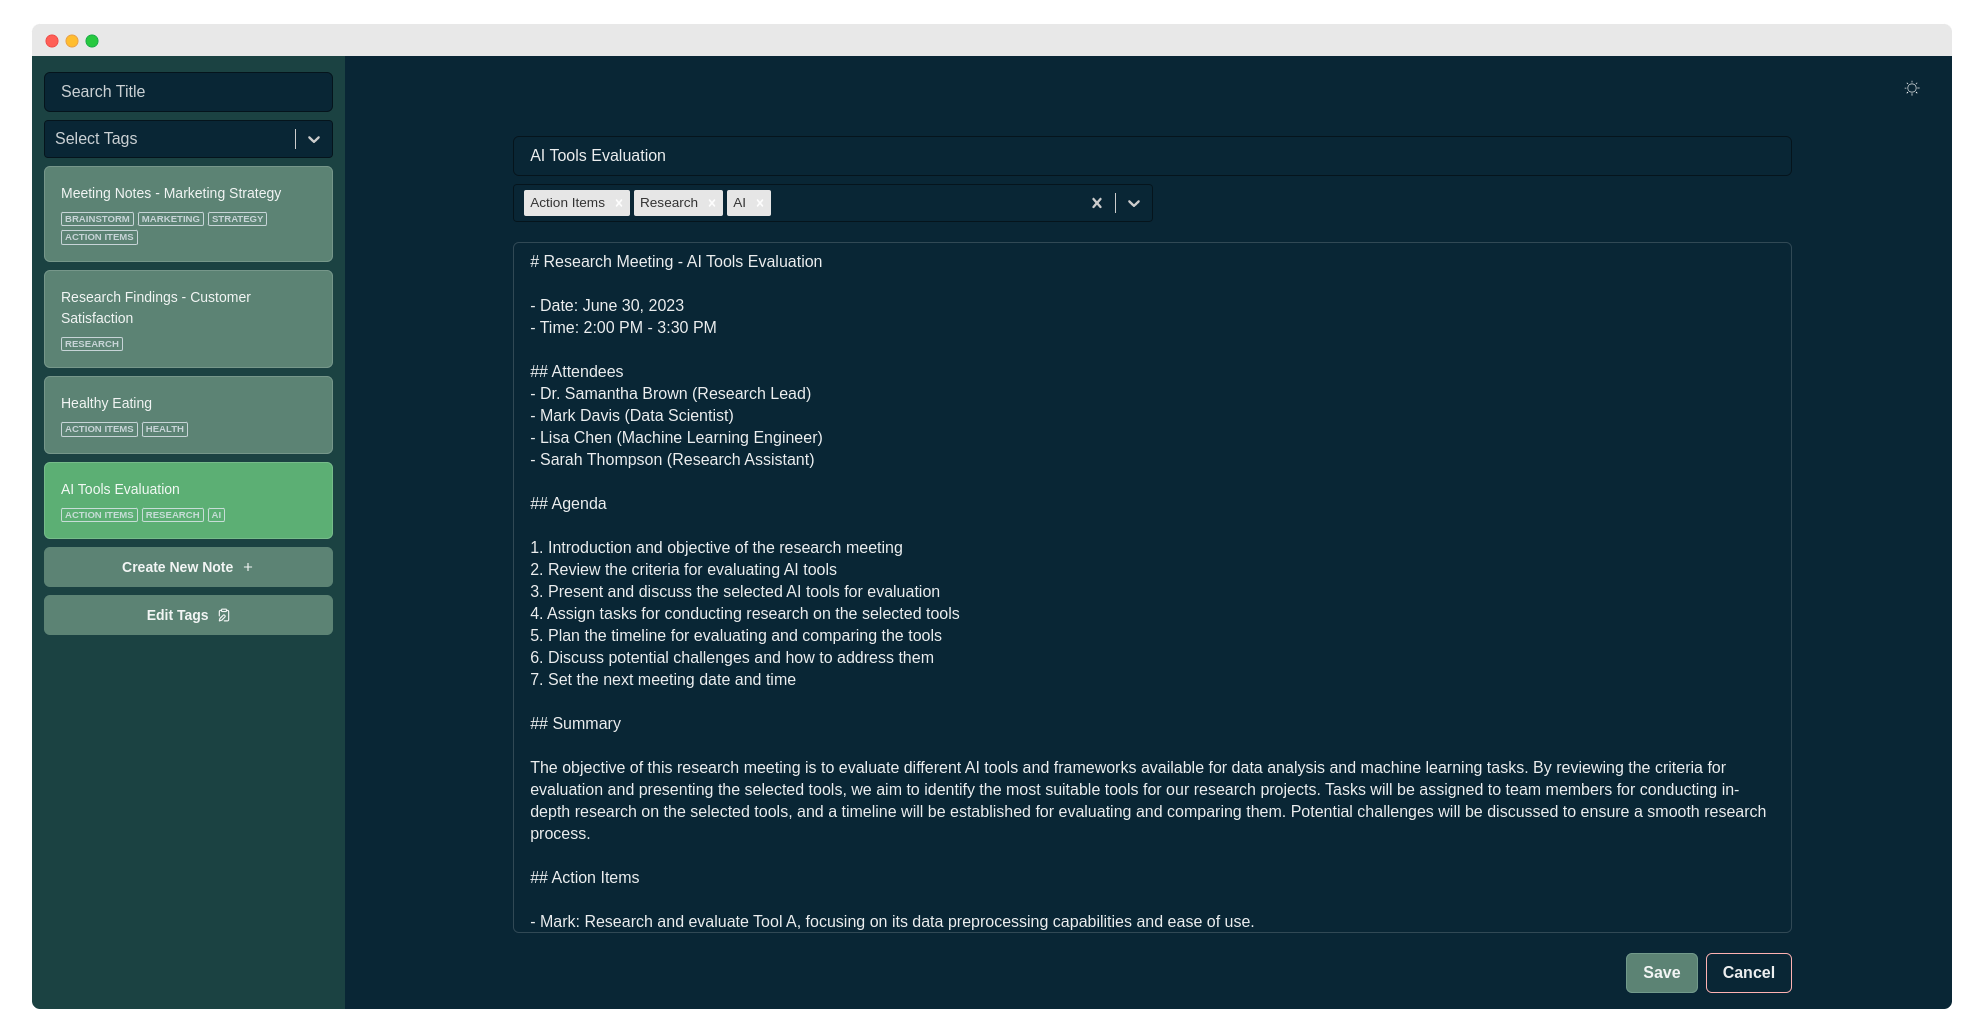 Search Title
Select Tags
Meeting Notes - Marketing Strategy
BRAINSTORM MARKETING STRATEGY
ACTION ITEMS
Research Findings - Customer
Satisfaction
RESEARCH
Healthy Eating
ACTION ITEMS HEALTH
AI Tools Evaluation
ACTION ITEMS RESEARCH AI
Create New Note +
Edit Tags
AI Tools Evaluation
Action Items × Research × AI ×
# Research Meeting - AI Tools Evaluation
- Date: June 30, 2023
- Time: 2:00 PM - 3:30 PM
## Attendees
- Dr. Samantha Brown (Research Lead)
- Mark Davis (Data Scientist)
- Lisa Chen (Machine Learning Engineer)
- Sarah Thompson (Research Assistant)
## Agenda
1. Introduction and objective of the research meeting
2. Review the criteria for evaluating AI tools
3. Present and discuss the selected AI tools for evaluation
4. Assign tasks for conducting research on the selected tools
5. Plan the timeline for evaluating and comparing the tools
6. Discuss potential challenges and how to address them
7. Set the next meeting date and time
## Summary
The objective of this research meeting is to evaluate different AI tools and frameworks available for data analysis and machine learning tasks. By reviewing the criteria for
evaluation and presenting the selected tools, we aim to identify the most suitable tools for our research projects. Tasks will be assigned to team members for conducting in-
depth research on the selected tools, and a timeline will be established for evaluating and comparing them. Potential challenges will be discussed to ensure a smooth research
process.
## Action Items
- Mark: Research and evaluate Tool A, focusing on its data preprocessing capabilities and ease of use.
Save Cancel